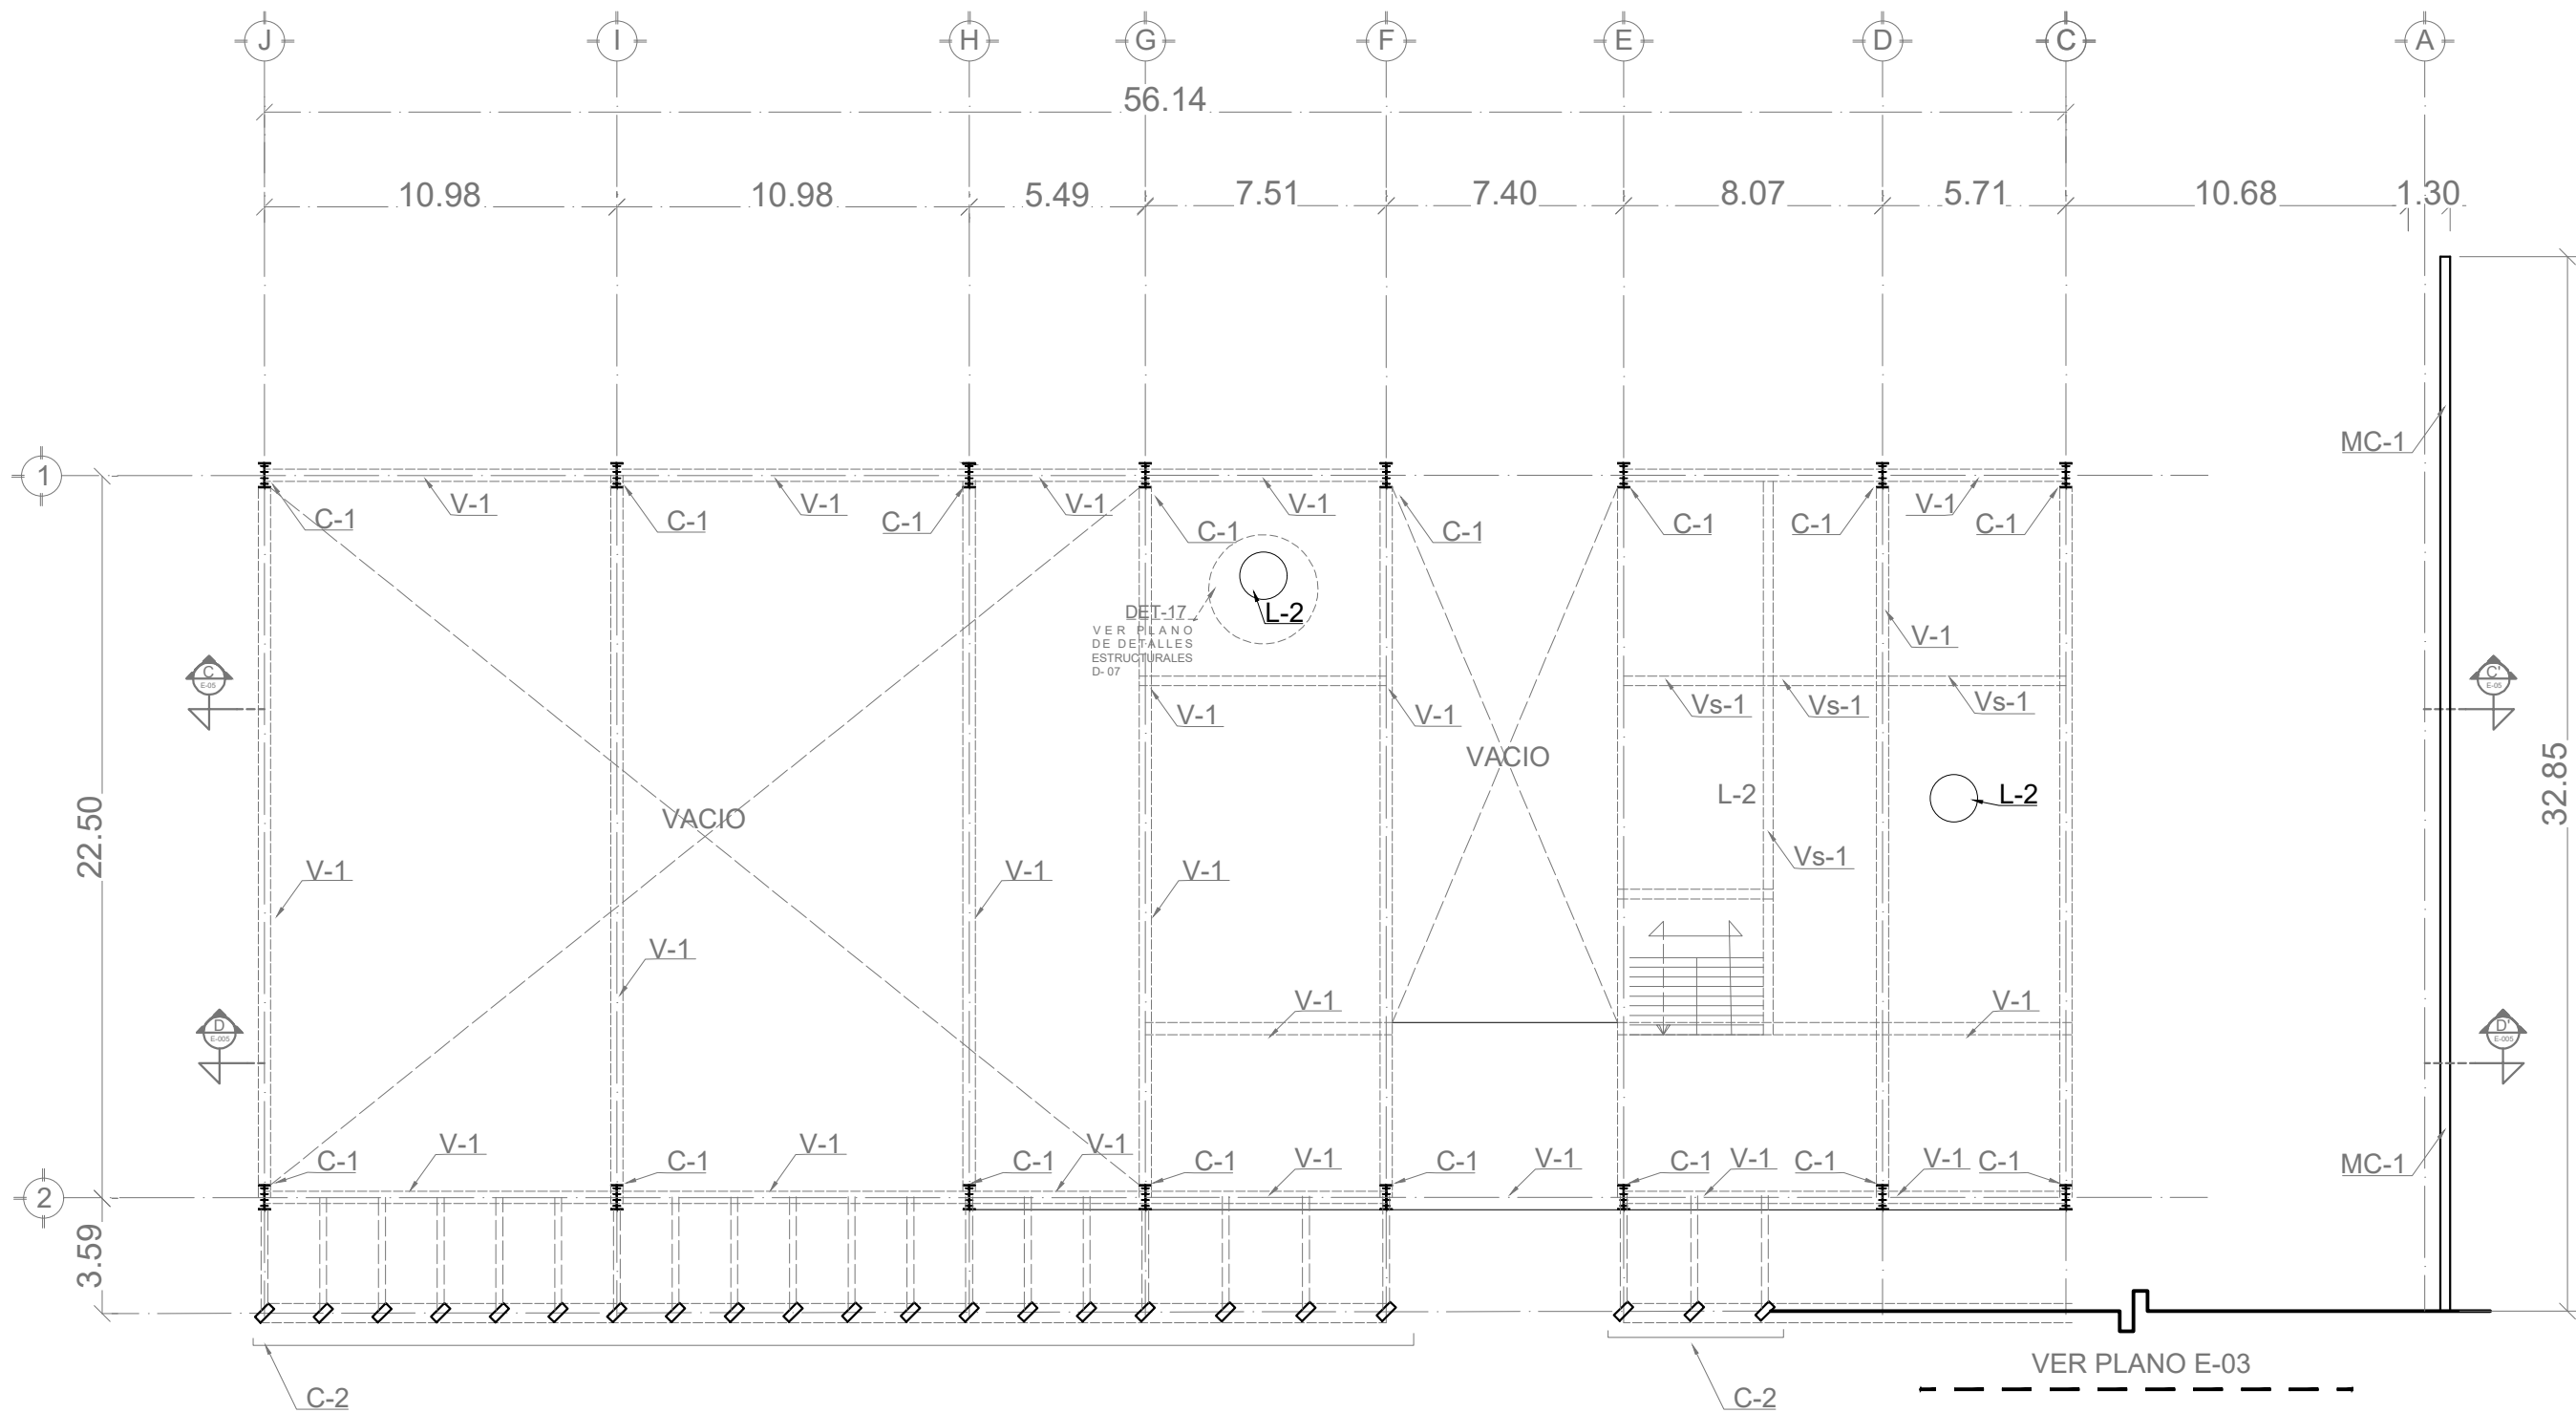 J I H G F E D C A
56.14
10.98 10.98 5.49 7.51 7.40 8.07 5.71 10.68 1.30
MC-1
1
V-1 V-1 V-1 V-1 V-1
C-1 C-1 C-1 C-1 C-1 C-1 C-1 C-1
DET-17
VER PLANO
DE DETALLES
ESTRUCTURALES
D- 07
L-2
V-1
C
E-05
C'
E-05
V-1 V-1 Vs-1 Vs-1 Vs-1
VACIO
VACIO
L-2 L-2
22.50
32.85
V-1 V-1 V-1 Vs-1
V-1
V-1 V-1
D
E-005
D'
E-005
V-1 V-1 V-1 V-1 V-1 V-1 V-1
C-1 C-1 C-1 C-1 C-1 C-1 C-1 C-1
MC-1
2
3.59
VER PLANO E-03
C-2 C-2